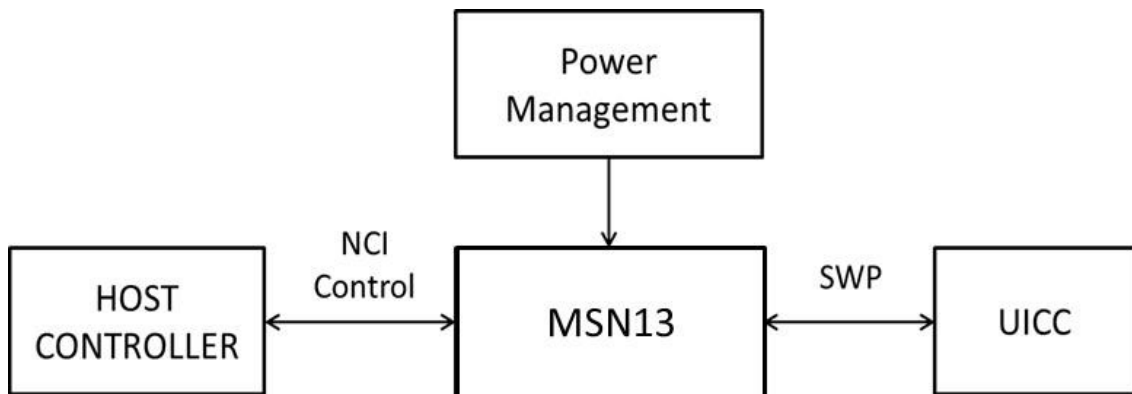 Power
Management
NCI
Control
SWP
HOST
CONTROLLER
MSN13
UICC